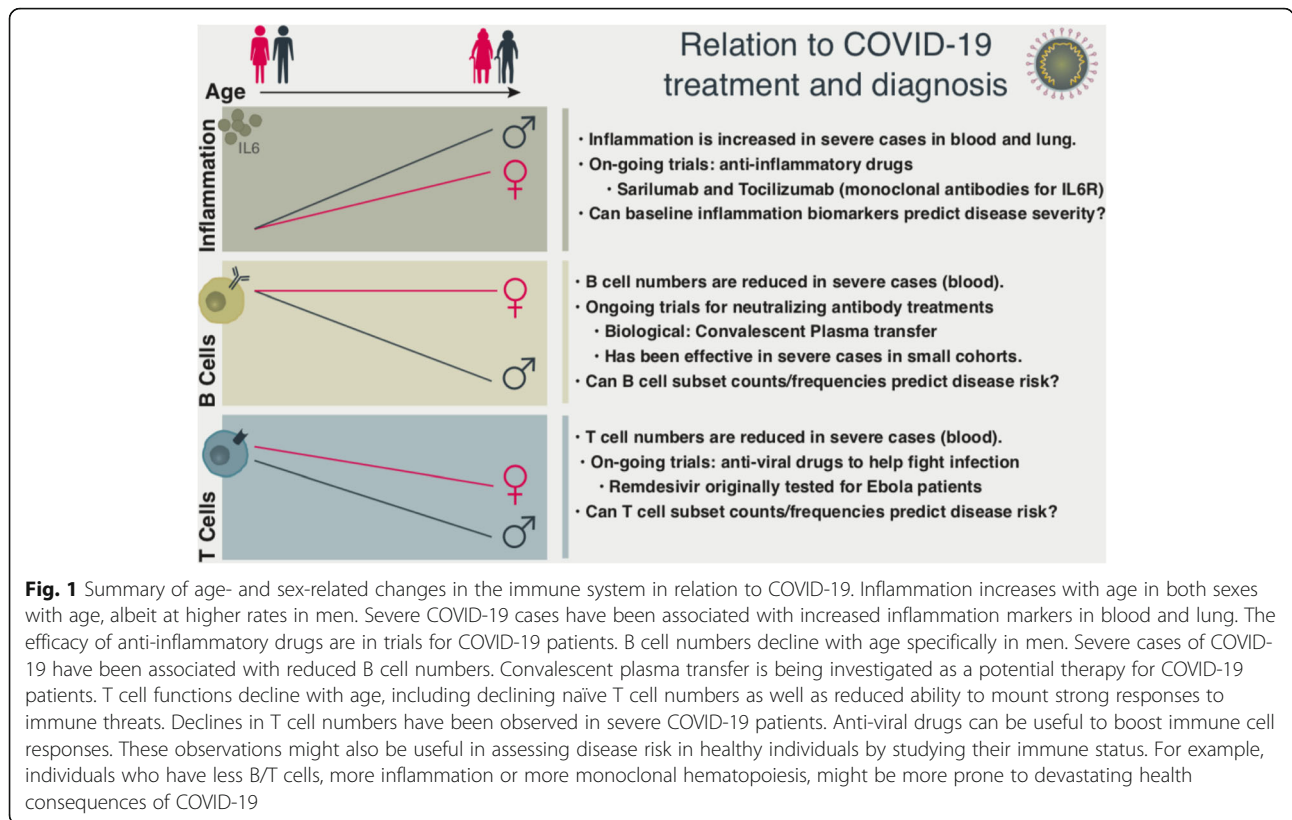 Relation to COVID-19
treatment and diagnosis
Age
Inflammation
IL6
· Inflammation is increased in severe cases in blood and lung.
· On-going trials: anti-inflammatory drugs
· Sarilumab and Tocilizumab (monoclonal antibodies for IL6R)
· Can baseline inflammation biomarkers predict disease severity?
B Cells
· B cell numbers are reduced in severe cases (blood).
· Ongoing trials for neutralizing antibody treatments
· Biological: Convalescent Plasma transfer
· Has been effective in severe cases in small cohorts.
· Can B cell subset counts/frequencies predict disease risk?
T Cells
· T cell numbers are reduced in severe cases (blood).
· On-going trials: anti-viral drugs to help fight infection
· Remdesivir originally tested for Ebola patients
· Can T cell subset counts/frequencies predict disease risk?
Fig. 1 Summary of age- and sex-related changes in the immune system in relation to COVID-19. Inflammation increases with age in both sexes
with age, albeit at higher rates in men. Severe COVID-19 cases have been associated with increased inflammation markers in blood and lung. The
efficacy of anti-inflammatory drugs are in trials for COVID-19 patients. B cell numbers decline with age specifically in men. Severe cases of COVID-
19 have been associated with reduced B cell numbers. Convalescent plasma transfer is being investigated as a potential therapy for COVID-19
patients. T cell functions decline with age, including declining naïve T cell numbers as well as reduced ability to mount strong responses to
immune threats. Declines in T cell numbers have been observed in severe COVID-19 patients. Anti-viral drugs can be useful to boost immune cell
responses. These observations might also be useful in assessing disease risk in healthy individuals by studying their immune status. For example,
individuals who have less B/T cells, more inflammation or more monoclonal hematopoiesis, might be more prone to devastating health
consequences of COVID-19